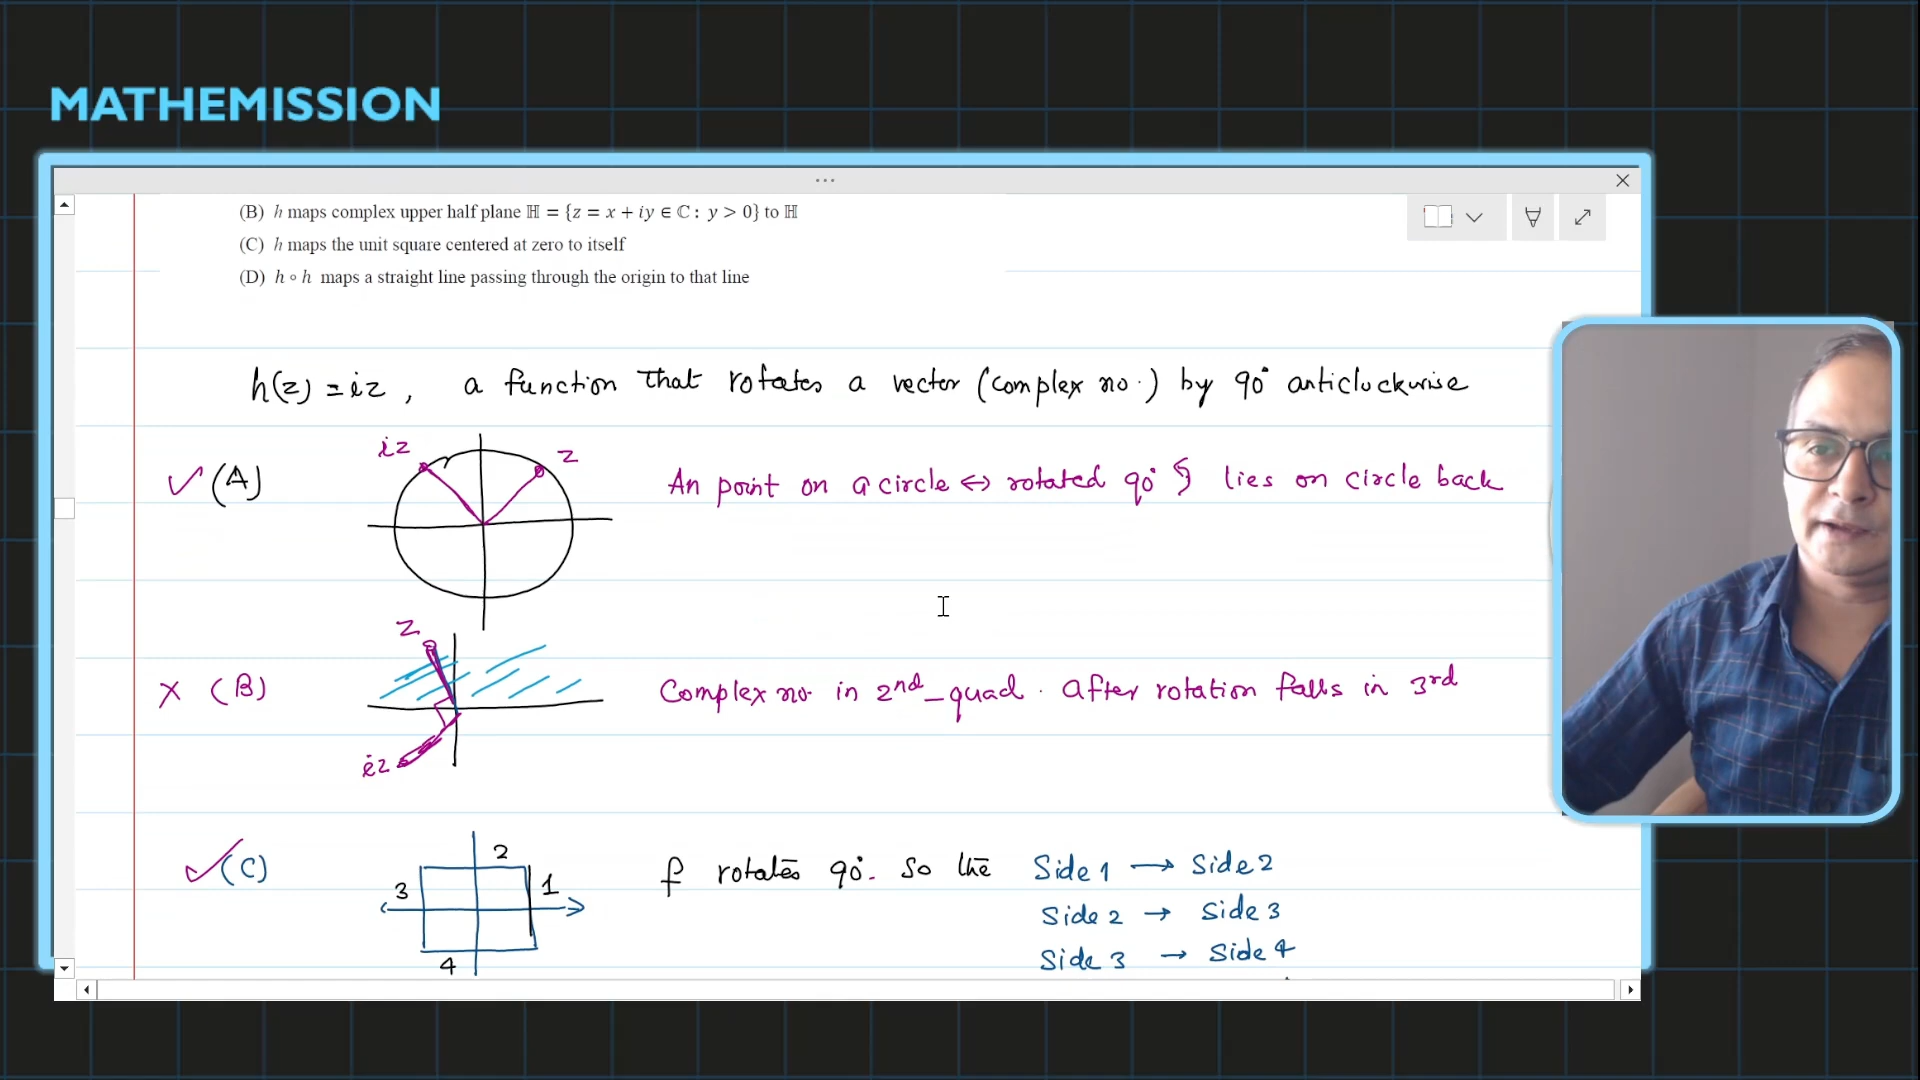 MATHEMISSION
(B) h maps complex upper half plane ℍ = {z = x + iy ∈ ℂ : y > 0} to ℍ
(C) h maps the unit square centered at zero to itself
(D) h ∘ h maps a straight line passing through the origin to that line
h(z) = iz , a function that rotates a vector (complex no.) by 90° anticlockwise
iz z
✓ (A) An point on a circle ↔ rotated 90° lies on circle back
z
X (B) Complex no. in 2nd quad. After rotation falls in 3rd
iz
✓ (C) f rotates 90°. So the Side 1 → Side 2
2
3 1
Side 2 → Side 3
Side 3 → Side 4
4